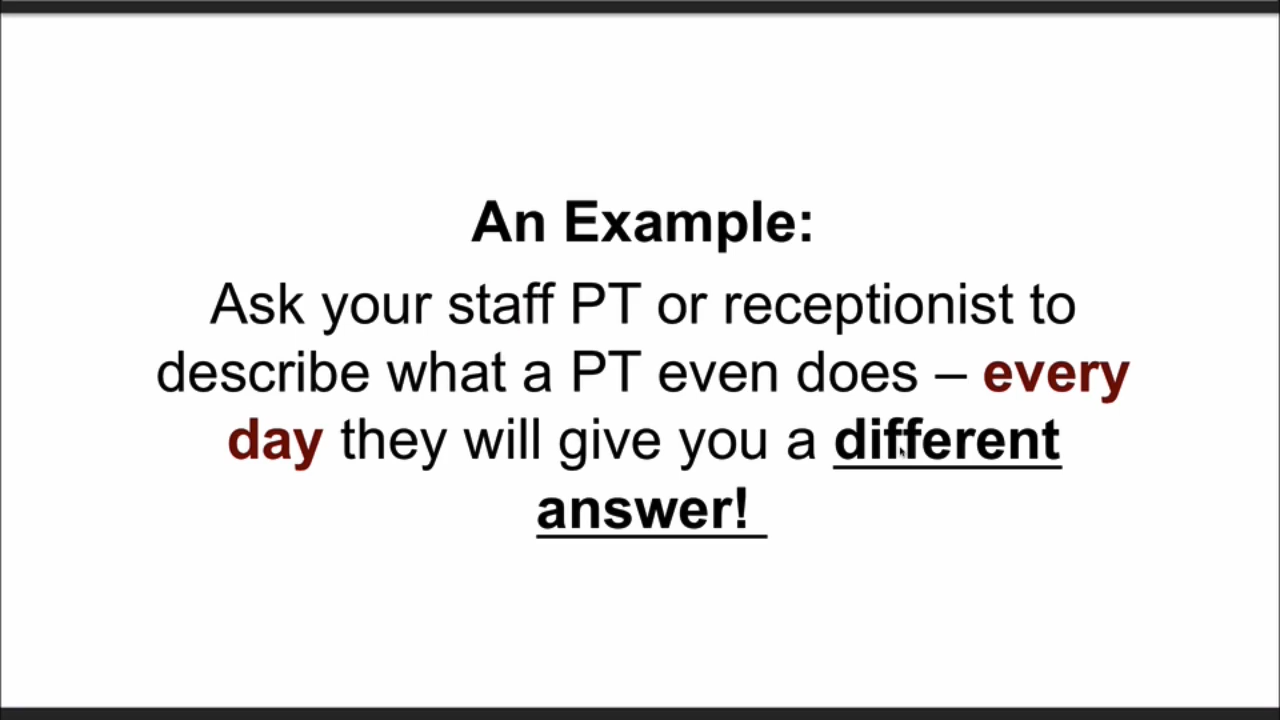 An Example:
Ask your staff PT or receptionist to
describe what a PT even does – every
day they will give you a different
answer!